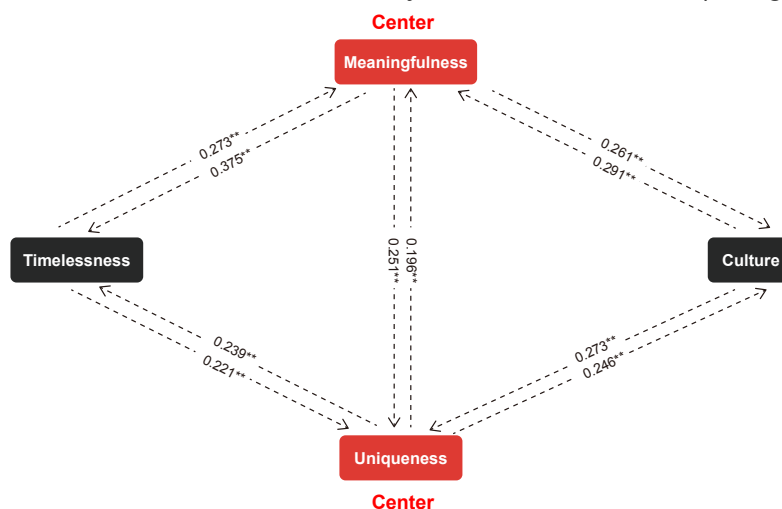 Center
Meaningfulness
0.273**
0.375**
0.261**
0.291**
Timelessness
0.251**
0.196**
Culture
0.239**
0.221**
0.273**
0.246**
Uniqueness
Center